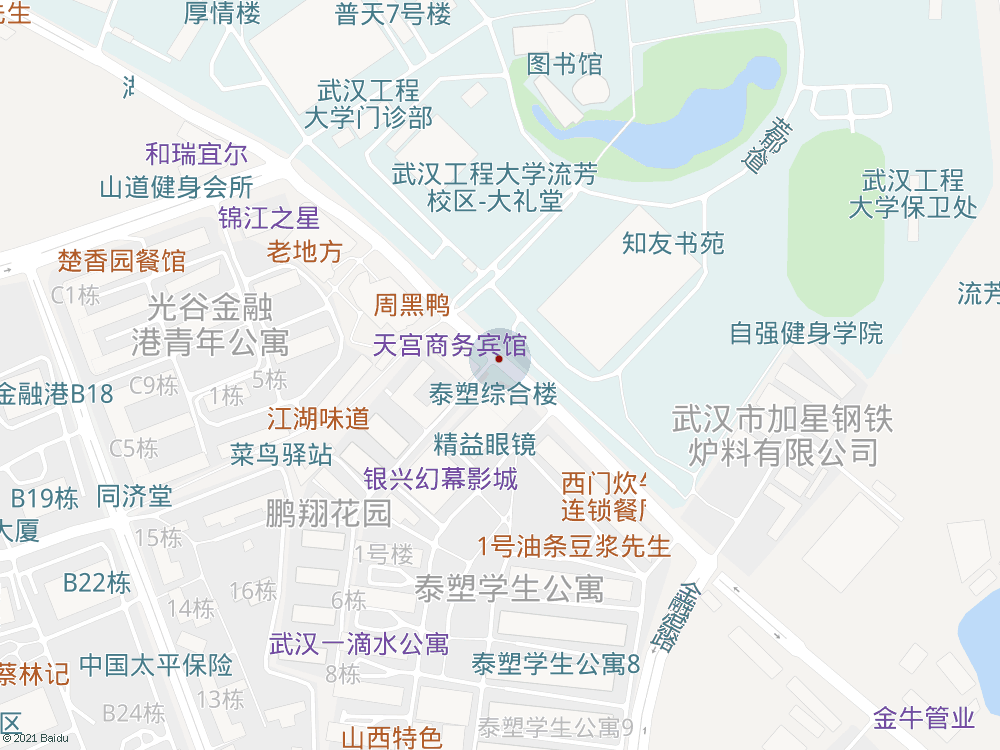 先生
厚情楼
普天7号楼
图书馆
武汉工程
大学门诊部
和瑞宜尔
山道健身会所
武汉工程大学流芳
校区-大礼堂
茅郎道
武汉工程
大学保卫处
锦江之星
老地方
知友书苑
楚香园餐馆
C1栋
光谷金融
港青年公寓
周黑鸭
流芳
天宫商务宾馆
自强健身学院
C9栋
5栋
1栋
金融港B18
泰塑综合楼
江湖味道
武汉市加星钢铁
炉料有限公司
C5栋
菜鸟驿站
精益眼镜
银兴幻幕影城
西门炊
连锁餐
B19栋
同济堂
大厦
鹏翔花园
15栋
1号楼
1号油条豆浆先生
B22栋
16栋
14栋
6栋
泰塑学生公寓
金融港路
武汉一滴水公寓
中国太平保险
蔡林记
8栋
泰塑学生公寓8
13栋
B24栋
区
山西特色
泰塑学生公寓9
金牛管业
© 2021 Baidu